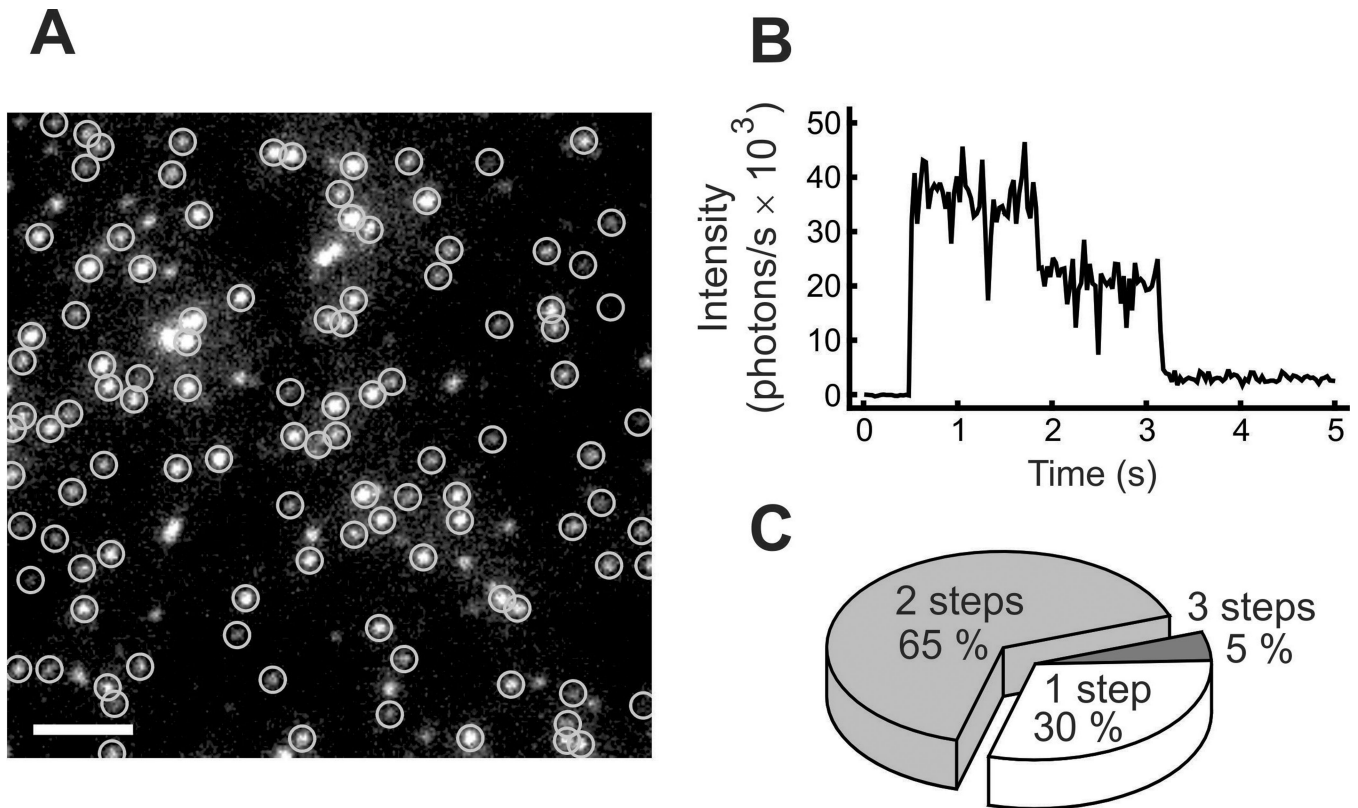 A
B
Intensity
(photons/s × 10³)
50
40
30
20
10
0
0 1 2 3 4 5
Time (s)
C
2 steps
65 %
3 steps
5 %
1 step
30 %